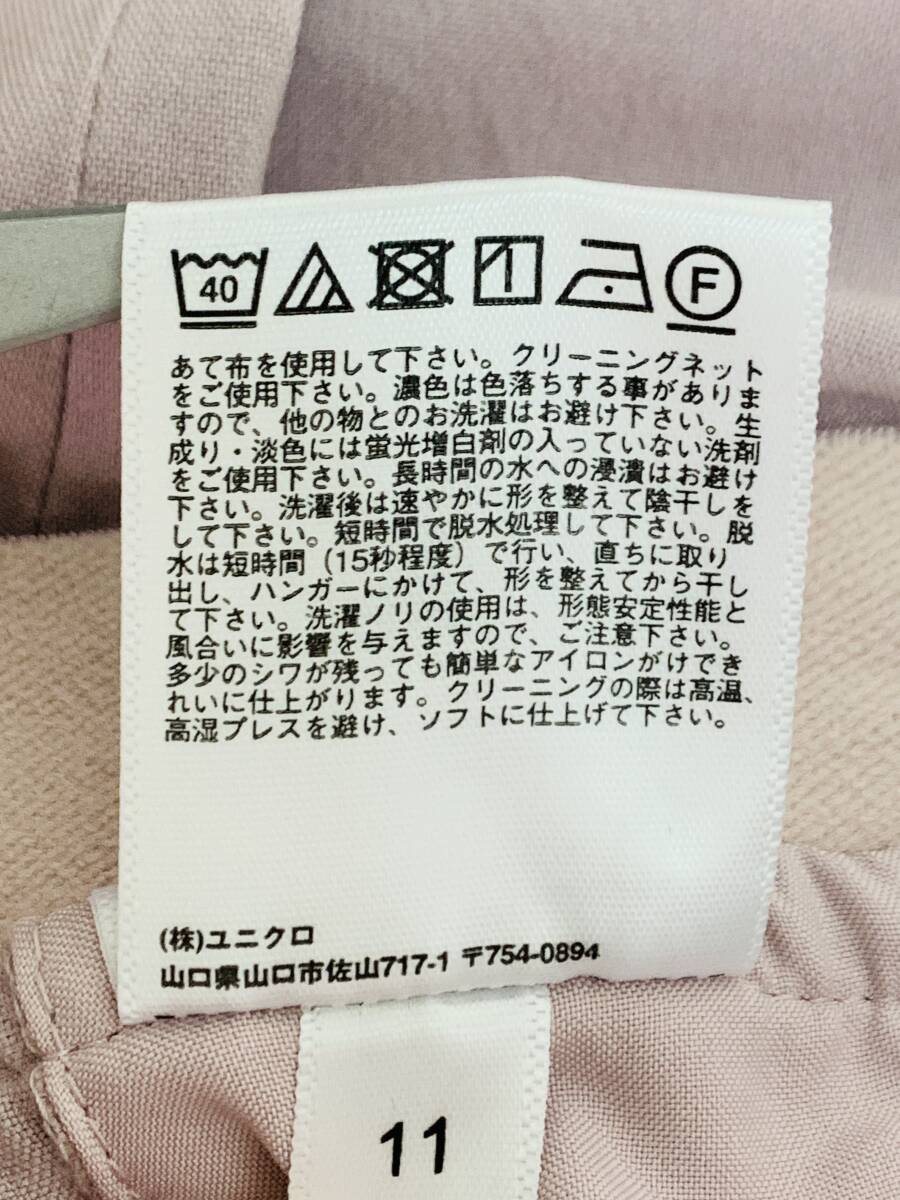 40
F
あて布を使用して下さい。クリーニングネット
をご使用下さい。濃色は色落ちする事がありま
すので、他の物とのお洗濯はお避け下さい。生
成り・淡色には蛍光増白剤の入っていない洗剤
をご使用下さい。長時間の水への浸漬はお避け
下さい。洗濯後は速やかに形を整えて陰干しを
して下さい。短時間で脱水処理して下さい。脱
水は短時間（15秒程度）で行い、直ちに取り
出し、ハンガーにかけて、形を整えてから干し
て下さい。洗濯ノリの使用は、形態安定性能と
風合いに影響を与えますので、ご注意下さい。
多少のシワが残っても簡単なアイロンがけでき
れいに仕上がります。クリーニングの際は高温、
高湿プレスを避け、ソフトに仕上げて下さい。
(株)ユニクロ
山口県山口市佐山717-1 〒754-0894
11